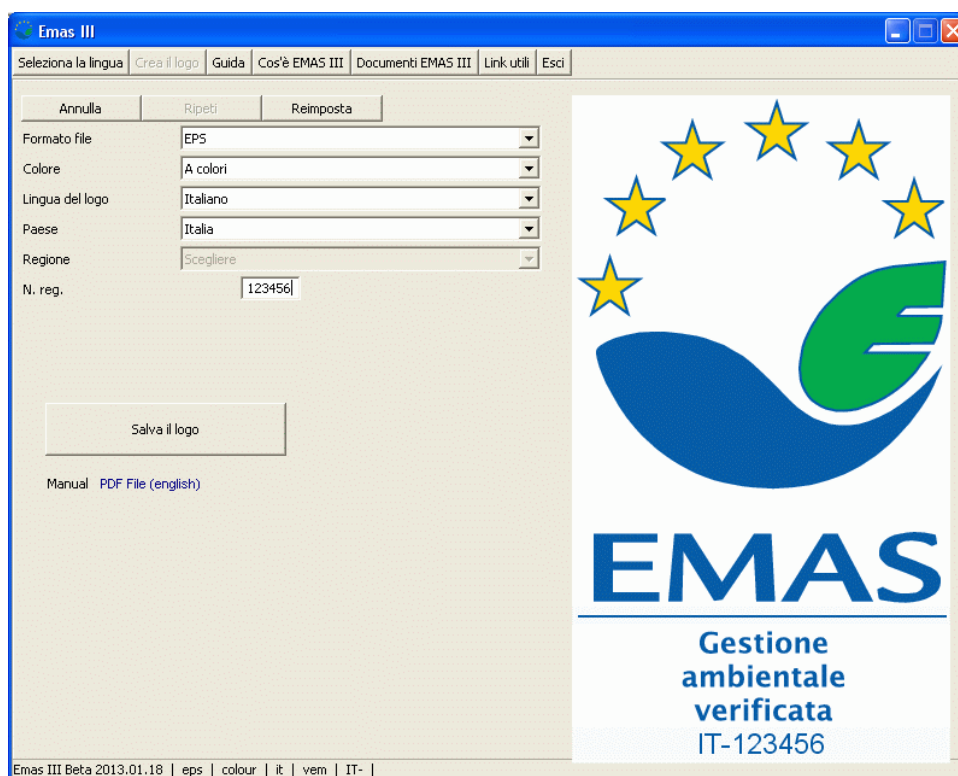 Emas III
Seleziona la lingua Crea il logo Guida Cos'è EMAS III Documenti EMAS III Link utili Esci
Annulla Ripeti Reimposta
Formato file EPS
Colore A colori
Lingua del logo Italiano
Paese Italia
Regione Scegliere
N. reg. 123456
Salva il logo
Manual PDF File (english)
EMAS
Gestione
ambientale
verificata
IT-123456
Emas III Beta 2013.01.18 | eps | colour | it | vem | IT- |